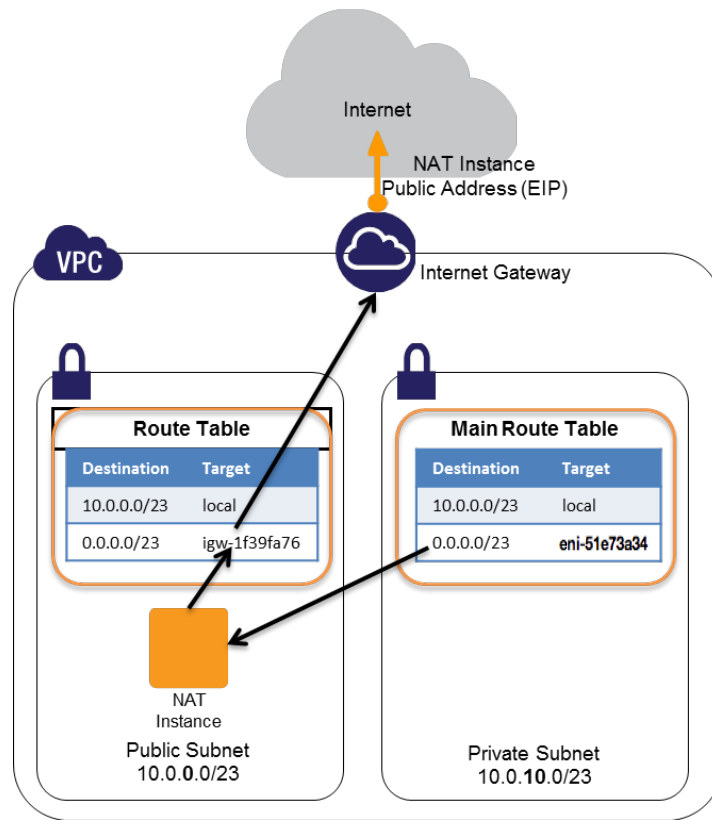 Internet
NAT Instance
Public Address (EIP)
VPC
Internet Gateway
Route Table
Destination Target
10.0.0.0/23 local
0.0.0.0/23 igw-1f39fa76
NAT
Instance
Public Subnet
10.0.0.0/23
Main Route Table
Destination Target
10.0.0.0/23 local
0.0.0.0/23 eni-51e73a34
Private Subnet
10.0.10.0/23